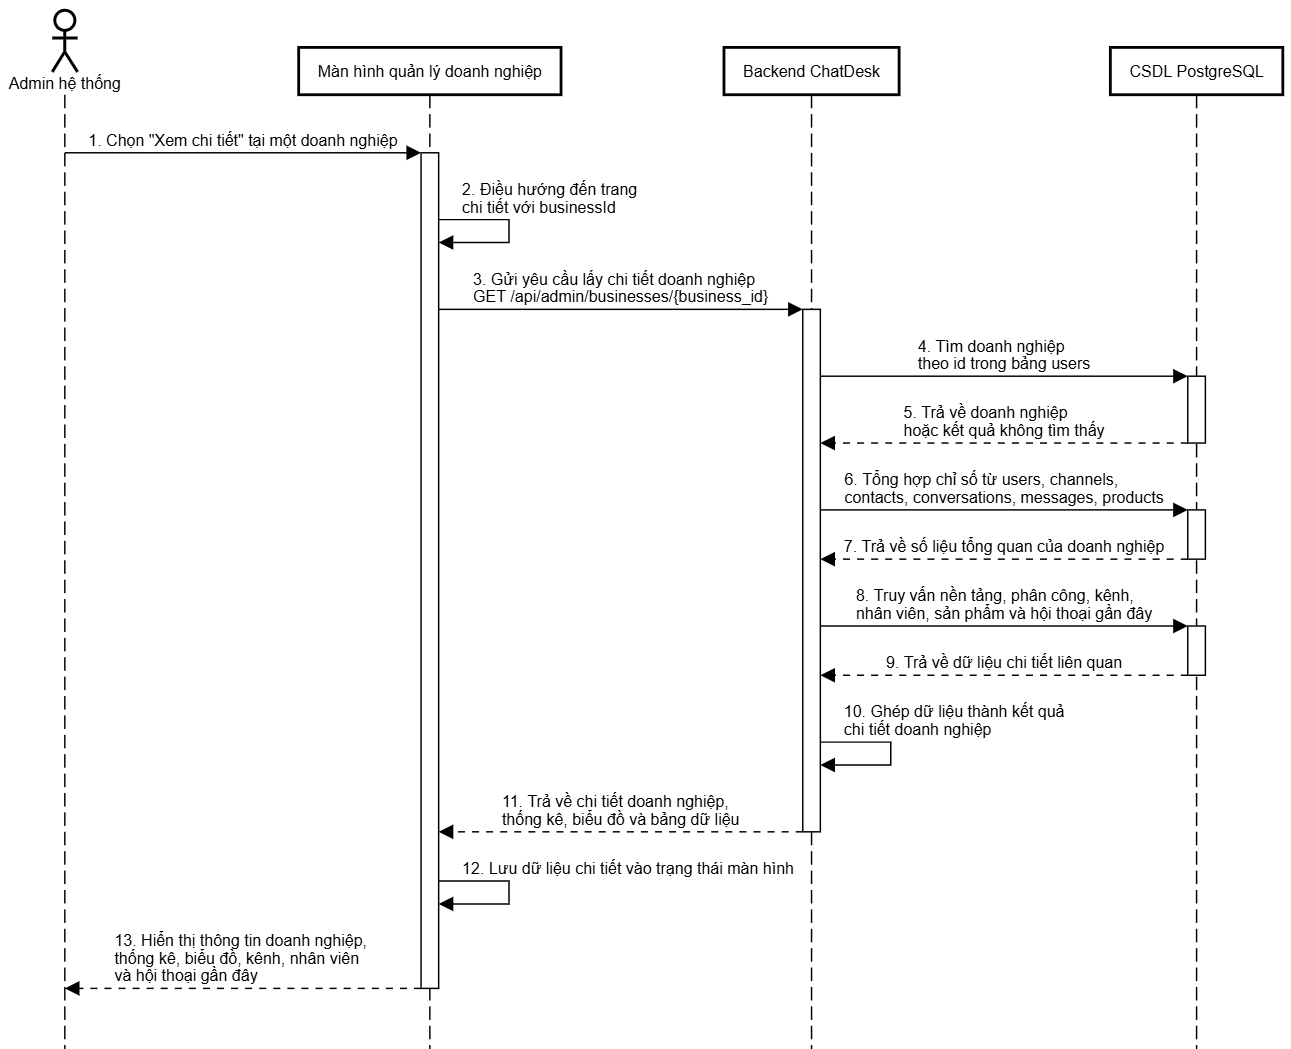 Admin hệ thống
Màn hình quản lý doanh nghiệp
Backend ChatDesk
CSDL PostgreSQL
1. Chọn "Xem chi tiết" tại một doanh nghiệp
2. Điều hướng đến trang
chi tiết với businessId
3. Gửi yêu cầu lấy chi tiết doanh nghiệp
GET /api/admin/businesses/{business_id}
4. Tìm doanh nghiệp
theo id trong bảng users
5. Trả về doanh nghiệp
hoặc kết quả không tìm thấy
6. Tổng hợp chỉ số từ users, channels,
contacts, conversations, messages, products
7. Trả về số liệu tổng quan của doanh nghiệp
8. Truy vấn nền tảng, phân công, kênh,
nhân viên, sản phẩm và hội thoại gần đây
9. Trả về dữ liệu chi tiết liên quan
10. Ghép dữ liệu thành kết quả
chi tiết doanh nghiệp
11. Trả về chi tiết doanh nghiệp,
thống kê, biểu đồ và bảng dữ liệu
12. Lưu dữ liệu chi tiết vào trạng thái màn hình
13. Hiển thị thông tin doanh nghiệp,
thống kê, biểu đồ, kênh, nhân viên
và hội thoại gần đây